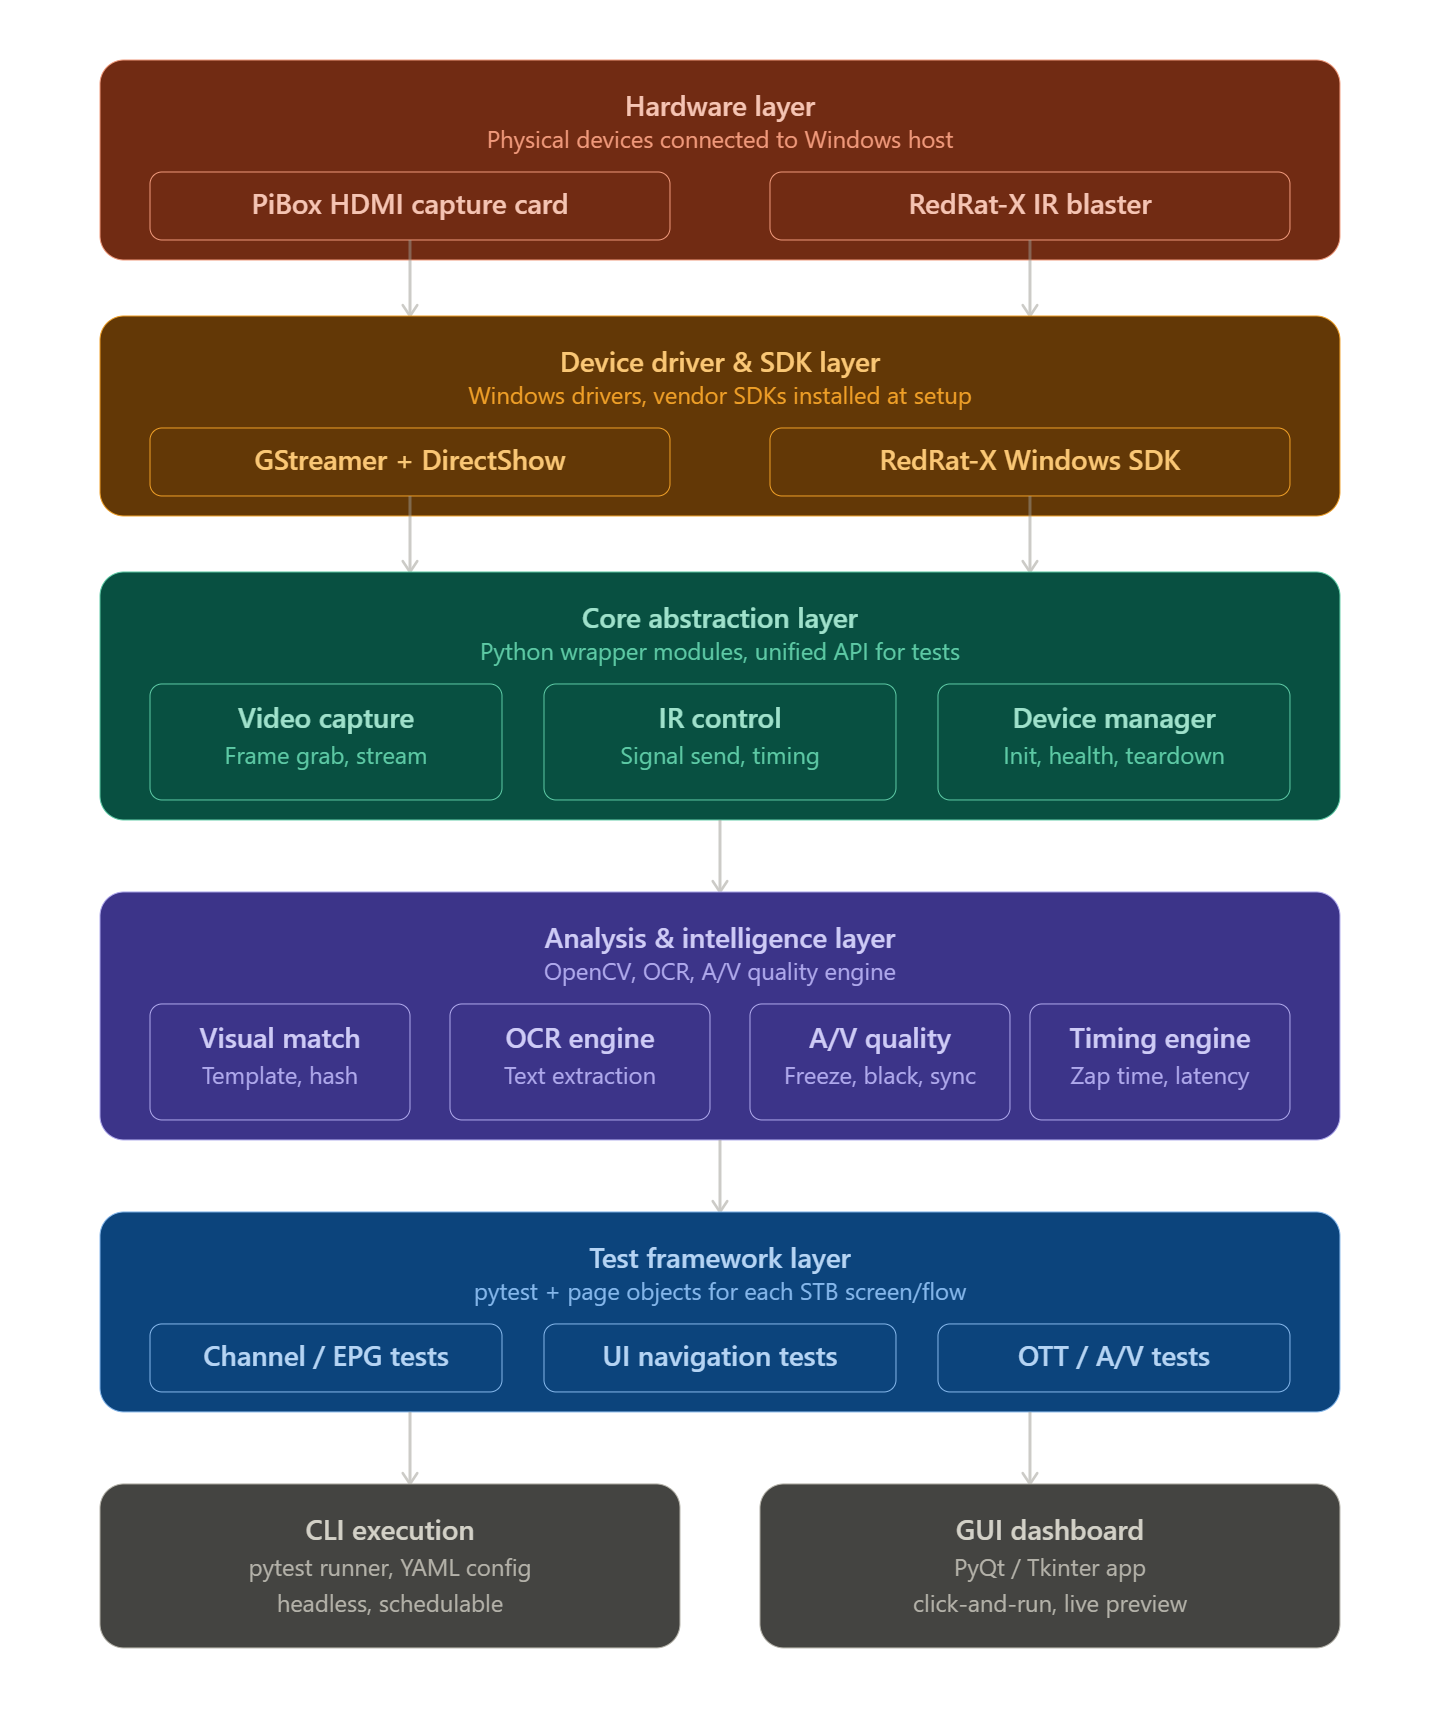 Hardware layer
Physical devices connected to Windows host
PiBox HDMI capture card
RedRat-X IR blaster
Device driver & SDK layer
Windows drivers, vendor SDKs installed at setup
GStreamer + DirectShow
RedRat-X Windows SDK
Core abstraction layer
Python wrapper modules, unified API for tests
Video capture
Frame grab, stream
IR control
Signal send, timing
Device manager
Init, health, teardown
Analysis & intelligence layer
OpenCV, OCR, A/V quality engine
Visual match
Template, hash
OCR engine
Text extraction
A/V quality
Freeze, black, sync
Timing engine
Zap time, latency
Test framework layer
pytest + page objects for each STB screen/flow
Channel / EPG tests
UI navigation tests
OTT / A/V tests
CLI execution
pytest runner, YAML config
headless, schedulable
GUI dashboard
PyQt / Tkinter app
click-and-run, live preview